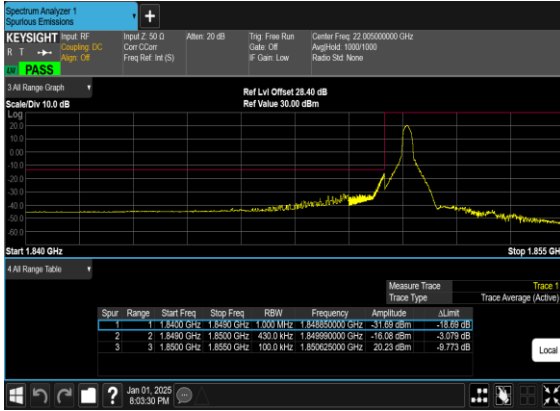 Spectrum Analyzer 1
Spurious Emissions
+
KEYSIGHT Input: RF Input Z: 50 Ω Atten: 20 dB Trig: Free Run Center Freq: 22.005000000 GHz
R T Coupling: DC Corr CCorr Gate: Off Avg|Hold: 1000/1000
Align: Off Freq Ref: Int (S) IF Gain: Low Radio Std: None
PASS
3 All Range Graph
Ref Lvl Offset 28.40 dB
Scale/Div 10.0 dB Ref Value 30.00 dBm
Log
20.0
10.0
0.00
-10.0
-20.0
-30.0
-40.0
-50.0
-60.0
Start 1.840 GHz Stop 1.855 GH
4 All Range Table
Measure Trace Trace 1
Trace Type Trace Average (Active)
Spur Range Start Freq Stop Freq RBW Frequency Amplitude ΔLimit
1 1 1.8400 GHz 1.8490 GHz 1.000 MHz 1.848850000 GHz -31.69 dBm -18.69 dB
2 2 1.8490 GHz 1.8500 GHz 430.0 kHz 1.849990000 GHz -16.08 dBm -3.079 dB
3 3 1.8500 GHz 1.8550 GHz 100.0 kHz 1.850625000 GHz 20.23 dBm -9.773 dB
Local
? Jan 01, 2025
8:03:30 PM